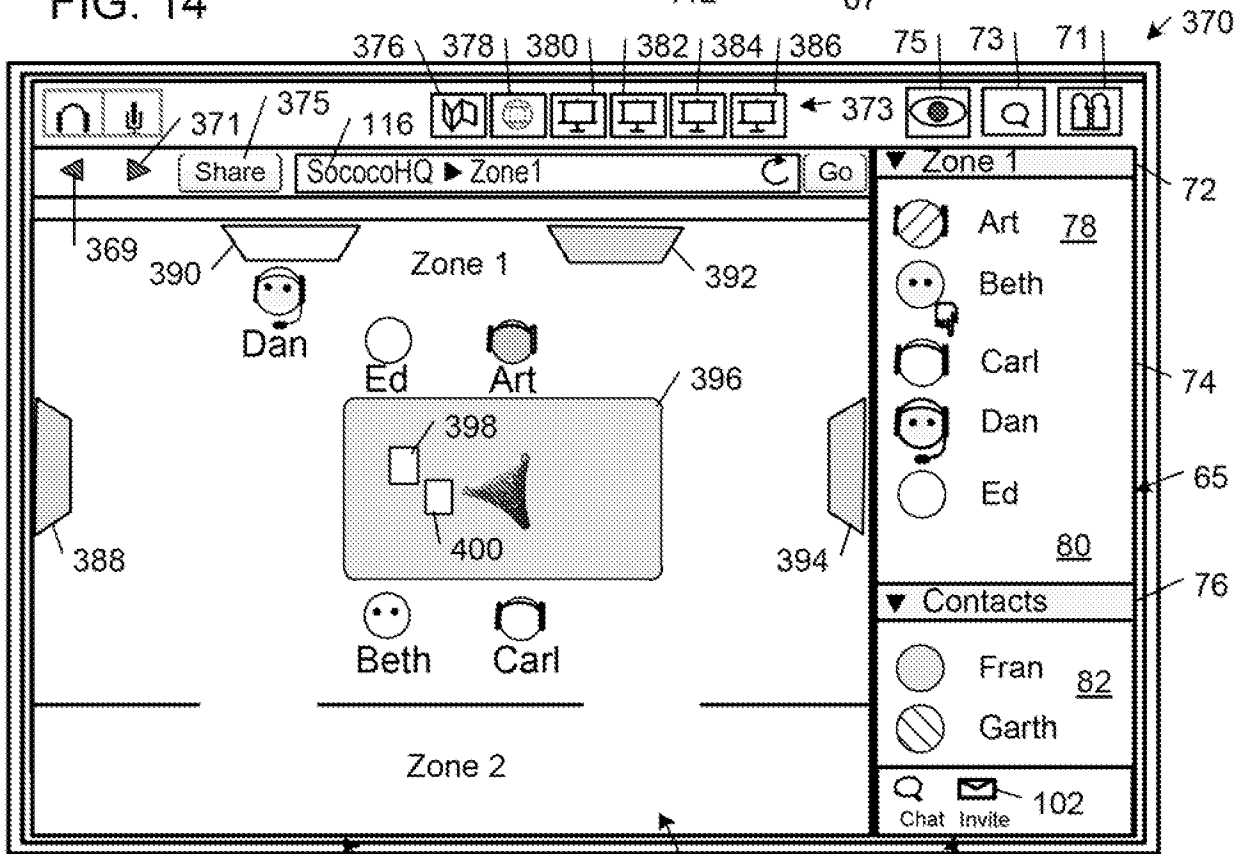 FIG. 14
370
376 378 380 382 384 386 75 73 71
371 375 116 373
Share SococoHQ ▶ Zone1 Go
Zone 1
72
369 390 Zone 1 392
Art 78
Dan
Beth
Ed Art
396
Carl
74
398
Dan
65
Ed
400
388 394
80
76
Contacts
Beth Carl
Fran 82
Garth
Zone 2
102
Chat Invite